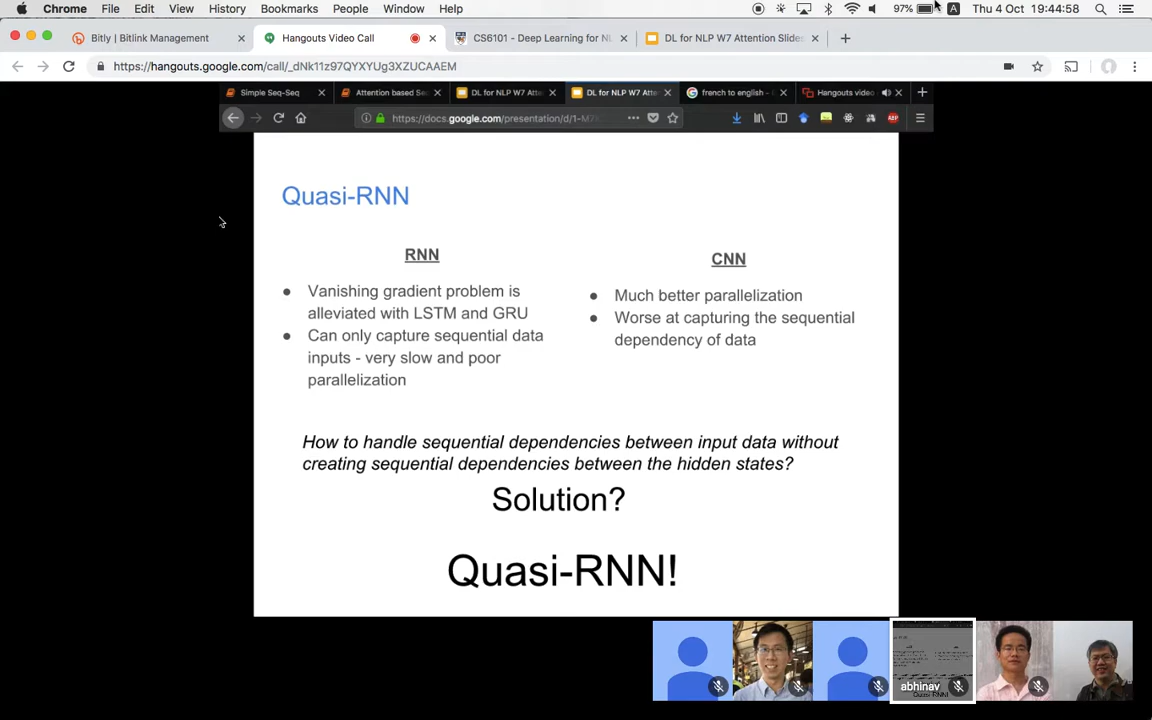 Chrome File Edit View History Bookmarks People Window Help 97% A Thu 4 Oct 19:44:58
Bitly | Bitlink Management Hangouts Video Call CS6101 - Deep Learning for NL DL for NLP W7 Attention Slides
https://hangouts.google.com/call/_dNk11z97QYXYUg3XZUCAAEM
Simple Seq-Seq Attention based Se DL for NLP W7 Atte DL for NLP W7 Atte french to english - Hangouts video
https://docs.google.com/presentation/d/1-M7 ABP
Quasi-RNN
RNN
Vanishing gradient problem is
alleviated with LSTM and GRU
Can only capture sequential data
inputs - very slow and poor
parallelization
CNN
Much better parallelization
Worse at capturing the sequential
dependency of data
How to handle sequential dependencies between input data without
creating sequential dependencies between the hidden states?
Solution?
Quasi-RNN!
abhinav